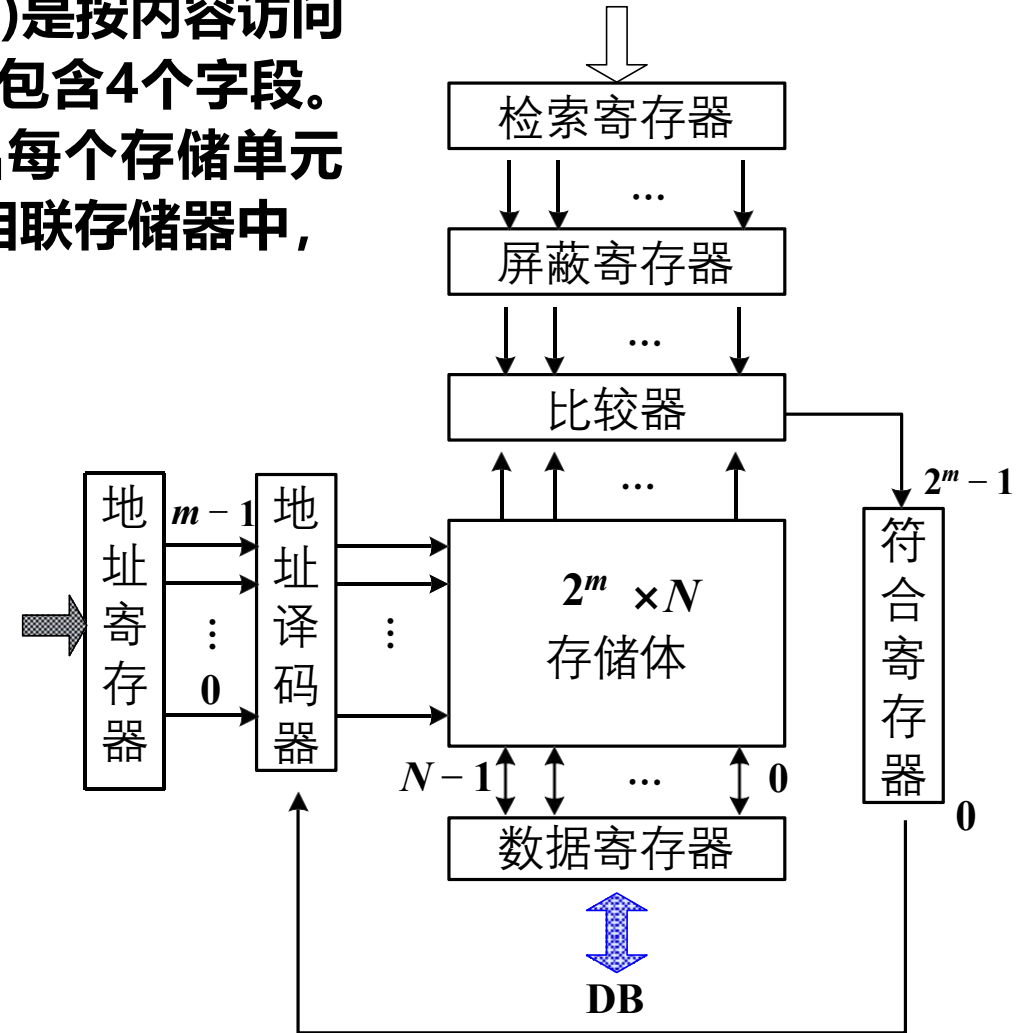 )是按内容访问
包含4个字段。
每个存储单元
相联存储器中，
检索寄存器
...
屏蔽寄存器
...
比较器
...
2^m − 1
地址寄存器
m − 1
⋮
0
地址译码器
⋮
2^m × N
存储体
符合寄存器
N − 1
...
0
0
数据寄存器
DB